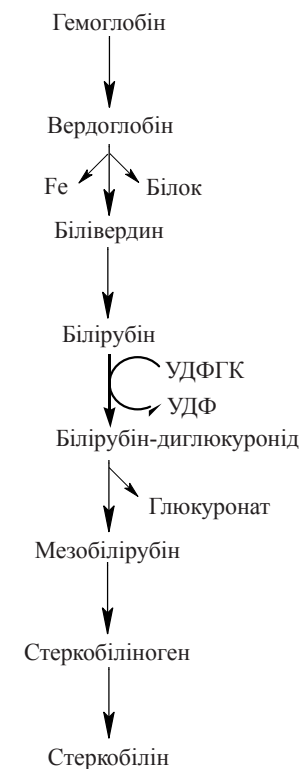 Гемоглобін
Вердоглобін
Fe Білок
Білівердин
Білірубін
УДФГК
УДФ
Білірубін-диглюкуронід
Глюкуронат
Мезобілірубін
Стеркобіліноген
Стеркобілін